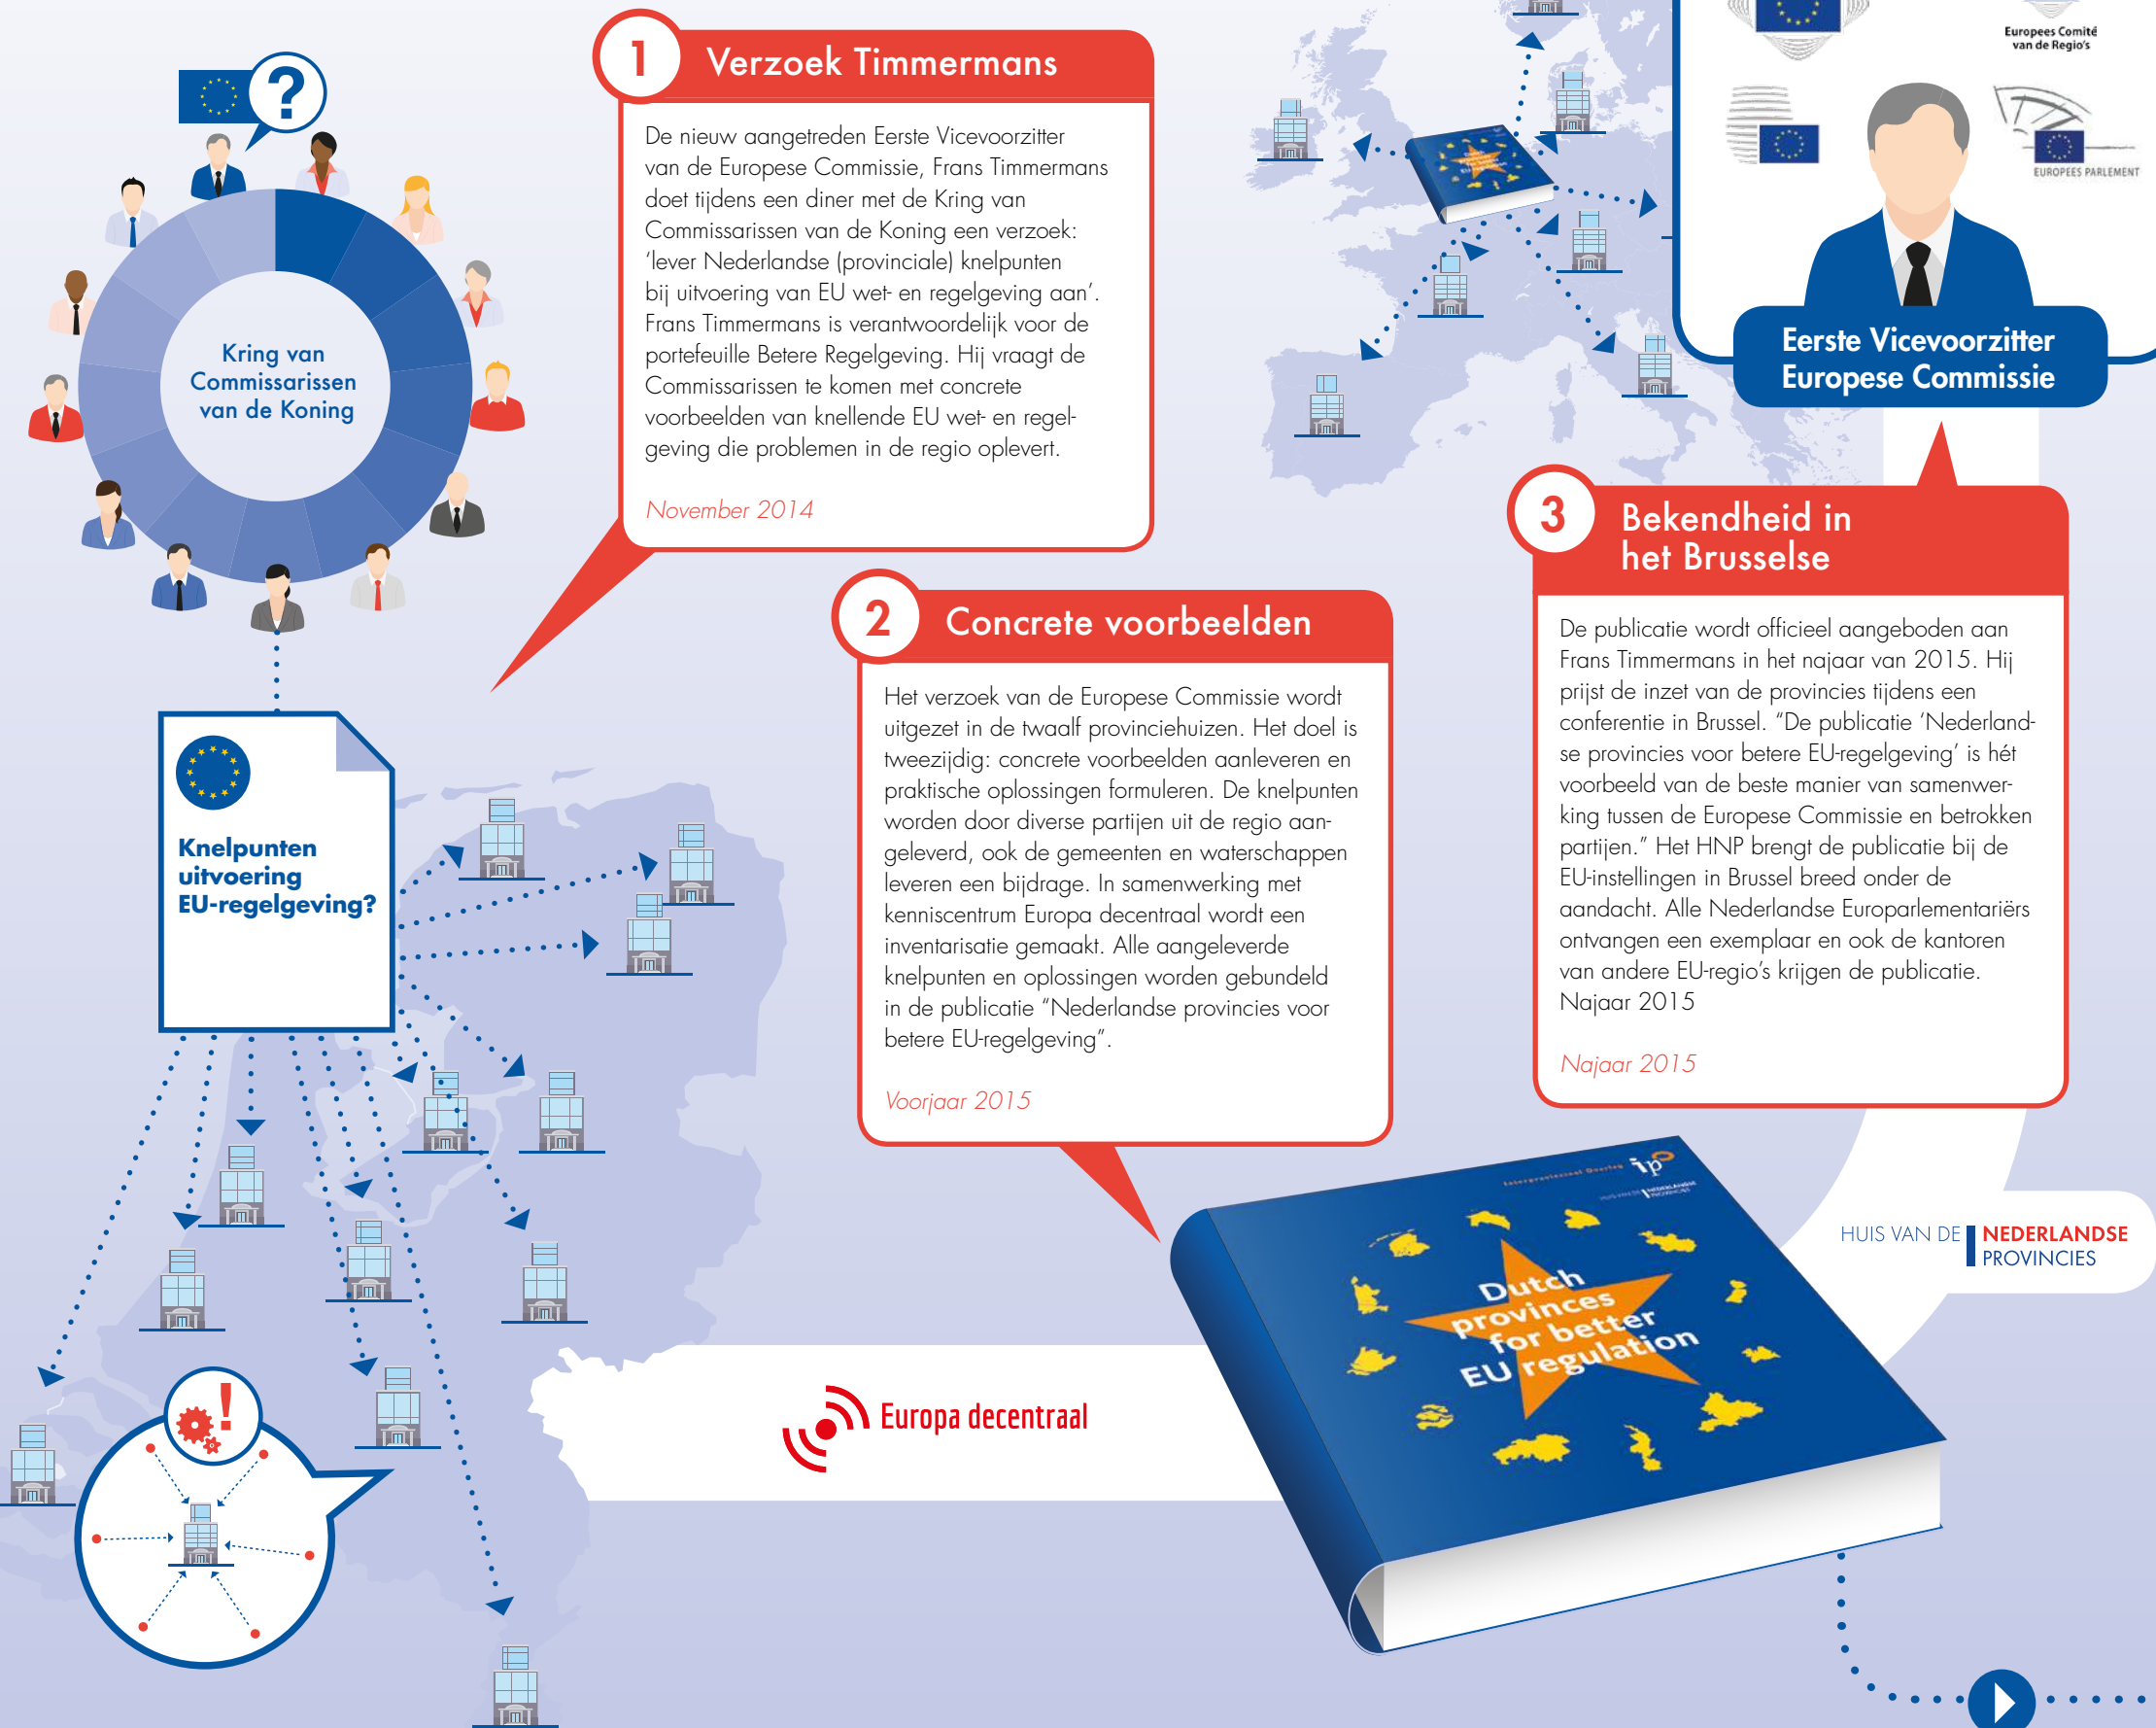 ?
Kring van
Commissarissen
van de Koning
1
Verzoek Timmermans
De nieuw aangetreden Eerste Vicevoorzitter
van de Europese Commissie, Frans Timmermans
doet tijdens een diner met de Kring van
Commissarissen van de Koning een verzoek:
‘lever Nederlandse (provinciale) knelpunten
bij uitvoering van EU wet- en regelgeving aan’.
Frans Timmermans is verantwoordelijk voor de
portefeuille Betere Regelgeving. Hij vraagt de
Commissarissen te komen met concrete
voorbeelden van knellende EU wet- en regel-
geving die problemen in de regio oplevert.
November 2014
Knelpunten
uitvoering
EU-regelgeving?
!
2
Concrete voorbeelden
Het verzoek van de Europese Commissie wordt
uitgezet in de twaalf provinciehuizen. Het doel is
tweezijdig: concrete voorbeelden aanleveren en
praktische oplossingen formuleren. De knelpunten
worden door diverse partijen uit de regio aan-
geleverd, ook de gemeenten en waterschappen
leveren een bijdrage. In samenwerking met
kenniscentrum Europa decentraal wordt een
inventarisatie gemaakt. Alle aangeleverde
knelpunten en oplossingen worden gebundeld
in de publicatie “Nederlandse provincies voor
betere EU-regelgeving”.
Voorjaar 2015
Europa decentraal
Interprovinciaal Overleg ipo
HUIS VAN DE NEDERLANDSE
PROVINCIES
Dutch
provinces
for better
EU regulation
Europees Comité
van de Regio's
EUROPEES PARLEMENT
Eerste Vicevoorzitter
Europese Commissie
3
Bekendheid in
het Brusselse
De publicatie wordt officieel aangeboden aan
Frans Timmermans in het najaar van 2015. Hij
prijst de inzet van de provincies tijdens een
conferentie in Brussel. “De publicatie ‘Nederland-
se provincies voor betere EU-regelgeving’ is hét
voorbeeld van de beste manier van samenwer-
king tussen de Europese Commissie en betrokken
partijen.” Het HNP brengt de publicatie bij de
EU-instellingen in Brussel breed onder de
aandacht. Alle Nederlandse Europarlementariërs
ontvangen een exemplaar en ook de kantoren
van andere EU-regio’s krijgen de publicatie.
Najaar 2015
Najaar 2015
HUIS VAN DE NEDERLANDSE
PROVINCIES